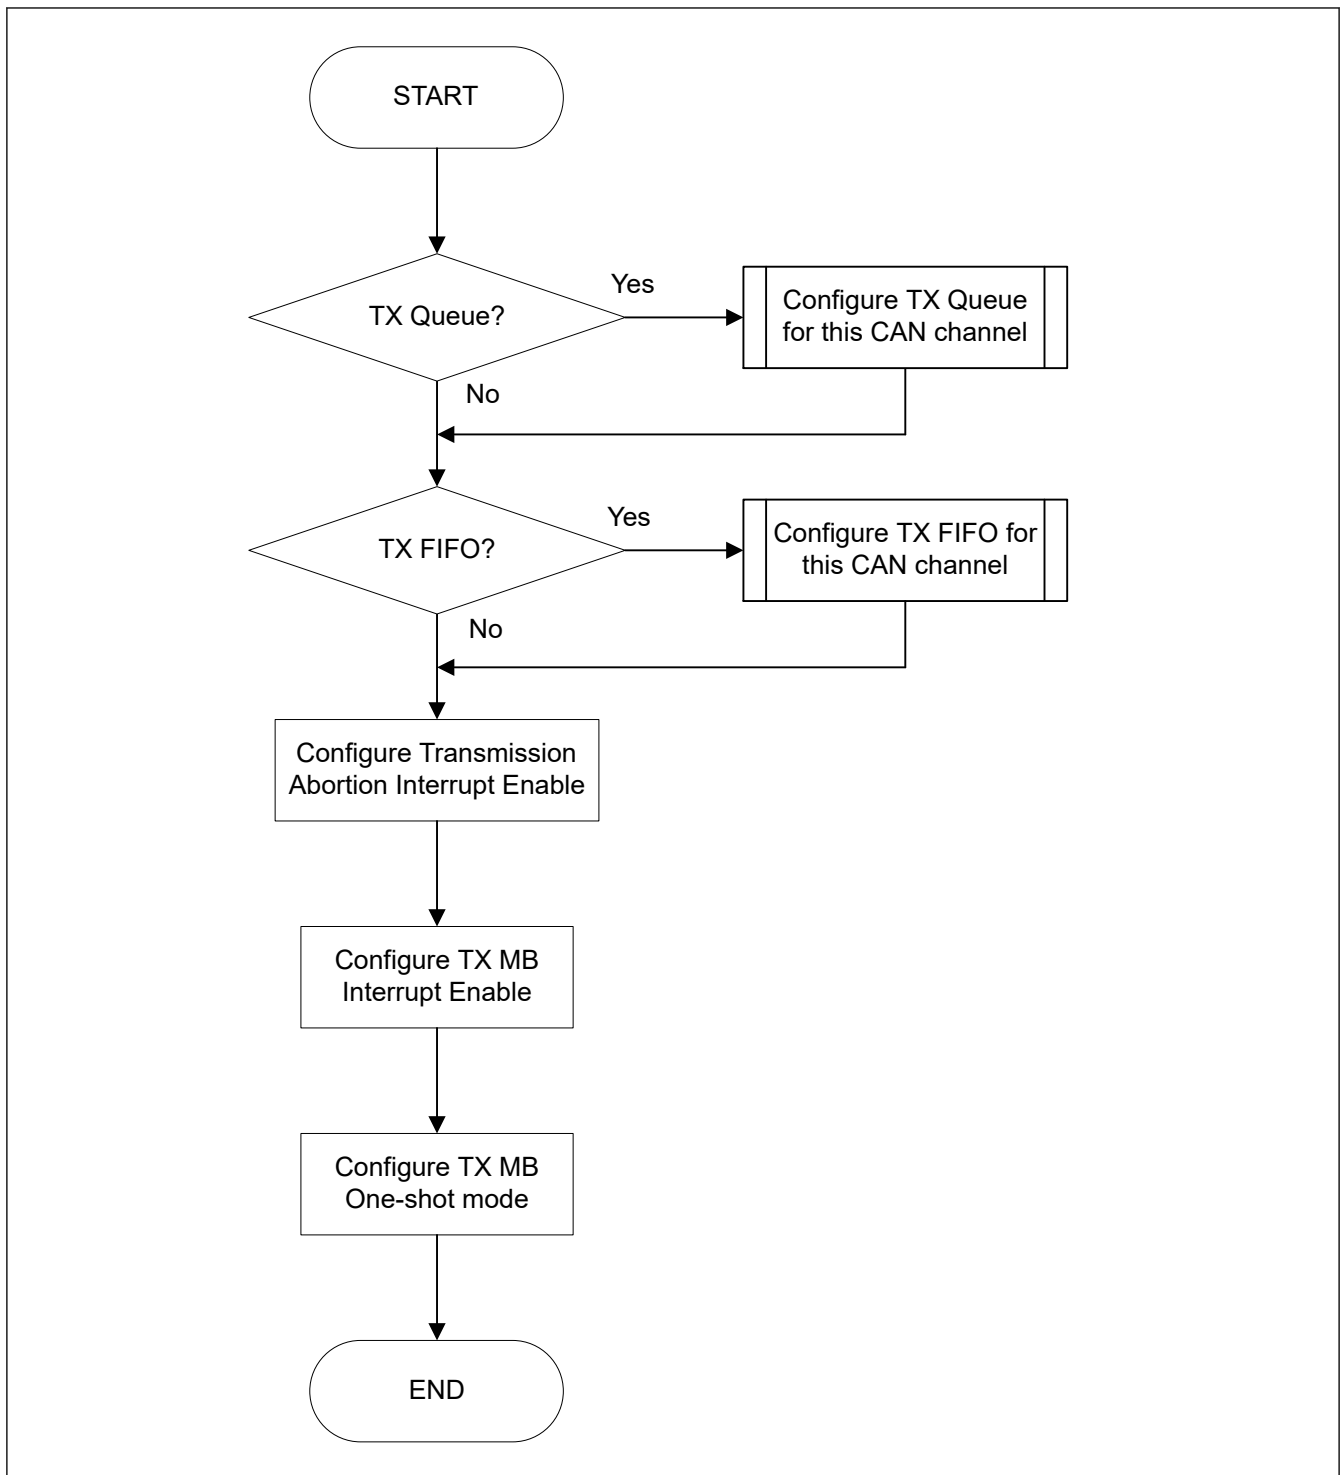 START
TX Queue?
Yes
Configure TX Queue
for this CAN channel
No
TX FIFO?
Yes
Configure TX FIFO for
this CAN channel
No
Configure Transmission
Abortion Interrupt Enable
Configure TX MB
Interrupt Enable
Configure TX MB
One-shot mode
END